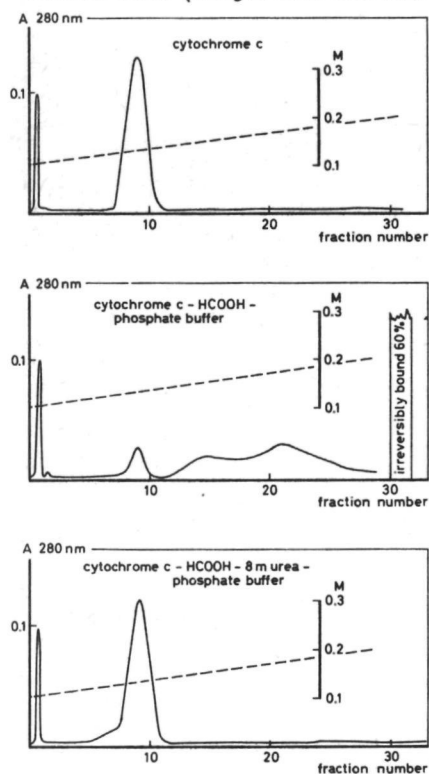 A 280 nm
cytochrome c
M
0.3
0.1
0.2
0.1
10
20
30
fraction number
A 280 nm
cytochrome c - HCOOH -
phosphate buffer
M
0.3
0.1
0.2
0.1
irreversibly bound 60%
10
20
30
fraction number
A 280 nm
cytochrome c - HCOOH - 8m urea -
phosphate buffer
M
0.3
0.1
0.2
0.1
10
20
30
fraction number